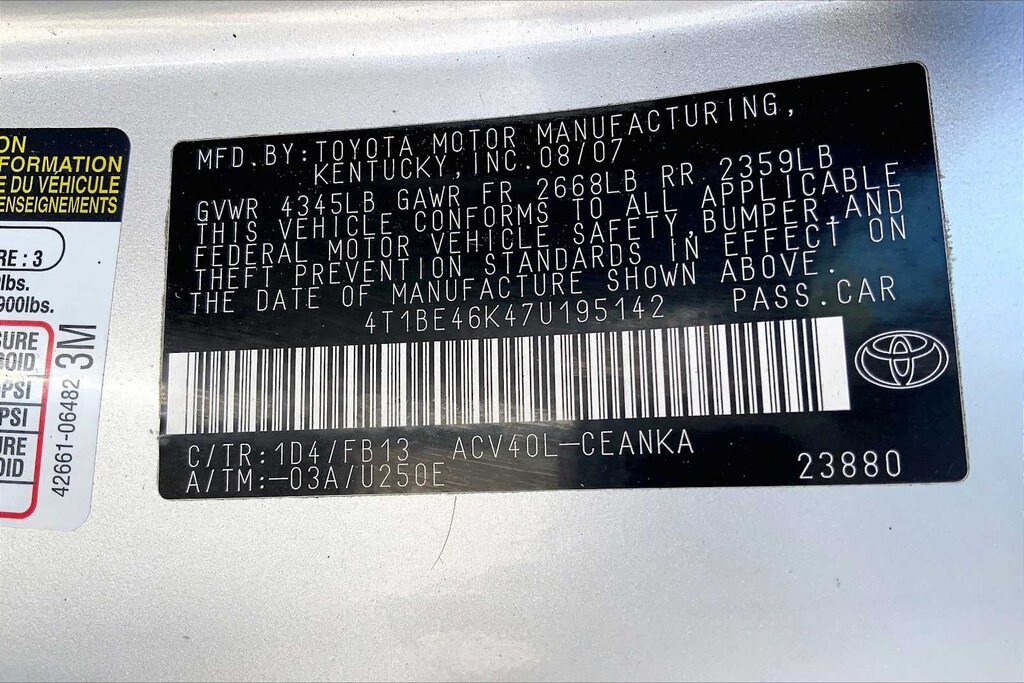 ON
FORMATION
E DU VÉHICULE
ENSEIGNEMENTS
RE : 3
lbs.
900lbs.
SURE
OID
PSI
PSI
URE
OID
42661-06482 3M
MFD.BY:TOYOTA MOTOR MANUFACTURING,
KENTUCKY,INC.08/07
GVWR 4345LB GAWR FR 2668LB RR 2359LB
THIS VEHICLE CONFORMS TO ALL APPLICABLE
FEDERAL MOTOR VEHICLE SAFETY,BUMPER,AND
THEFT PREVENTION STANDARDS IN EFFECT ON
THE DATE OF MANUFACTURE SHOWN ABOVE.
4T1BE46K47U195142 PASS.CAR
C/TR:1D4/FB13 ACV40L-CEANKA
A/TM:-03A/U250E 23880